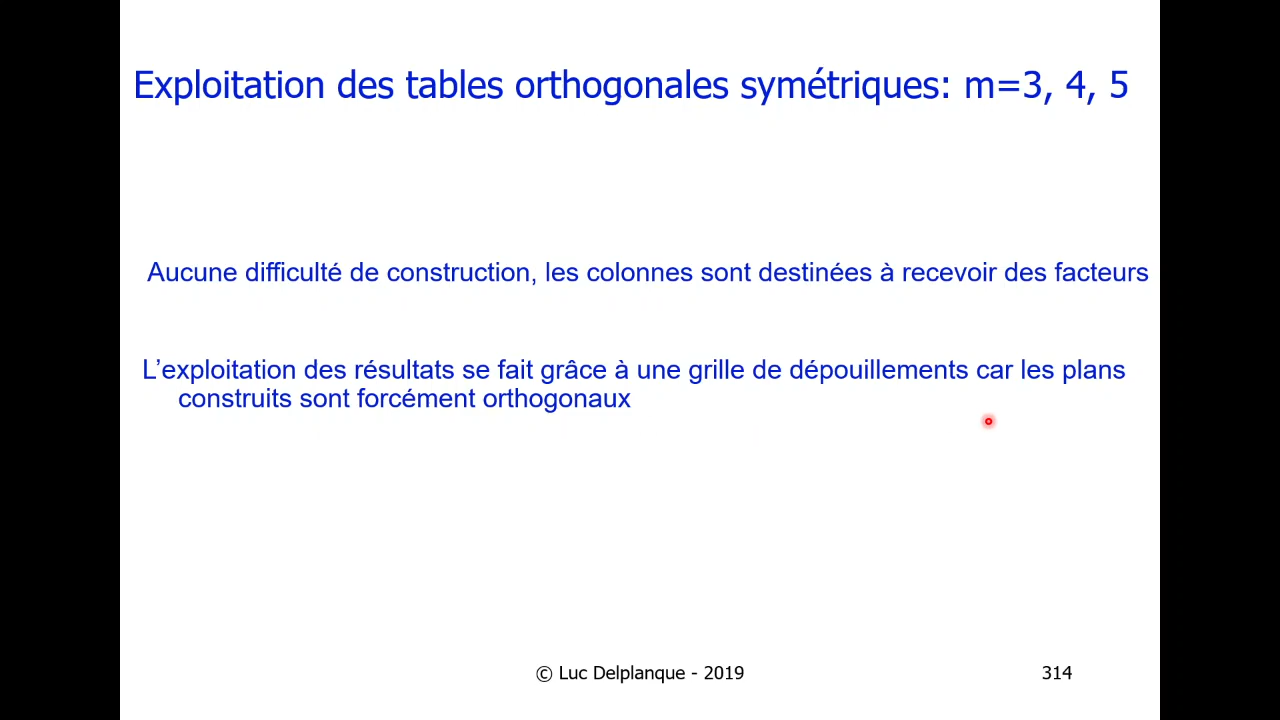 Exploitation des tables orthogonales symétriques: m=3, 4, 5
Aucune difficulté de construction, les colonnes sont destinées à recevoir des facteurs
L’exploitation des résultats se fait grâce à une grille de dépouillements car les plans
construits sont forcément orthogonaux
© Luc Delplanque - 2019
314